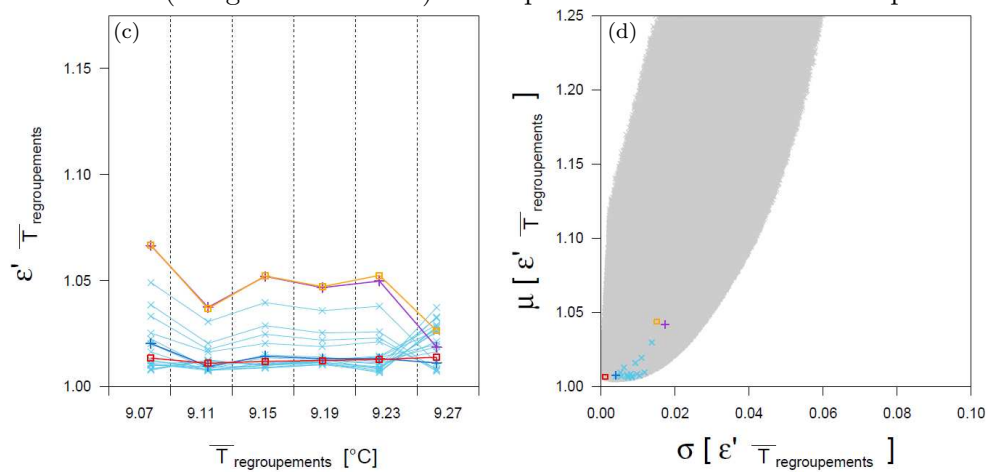 (c)
1.15
1.10
1.05
1.00
ε' T̅ regroupements
9.07 9.11 9.15 9.19 9.23 9.27
T̅ regroupements [°C]
(d)
1.25
1.20
1.15
1.10
1.05
1.00
μ [ ε' T̅ regroupements ]
0.00 0.02 0.04 0.06 0.08 0.10
σ [ ε' T̅ regroupements ]